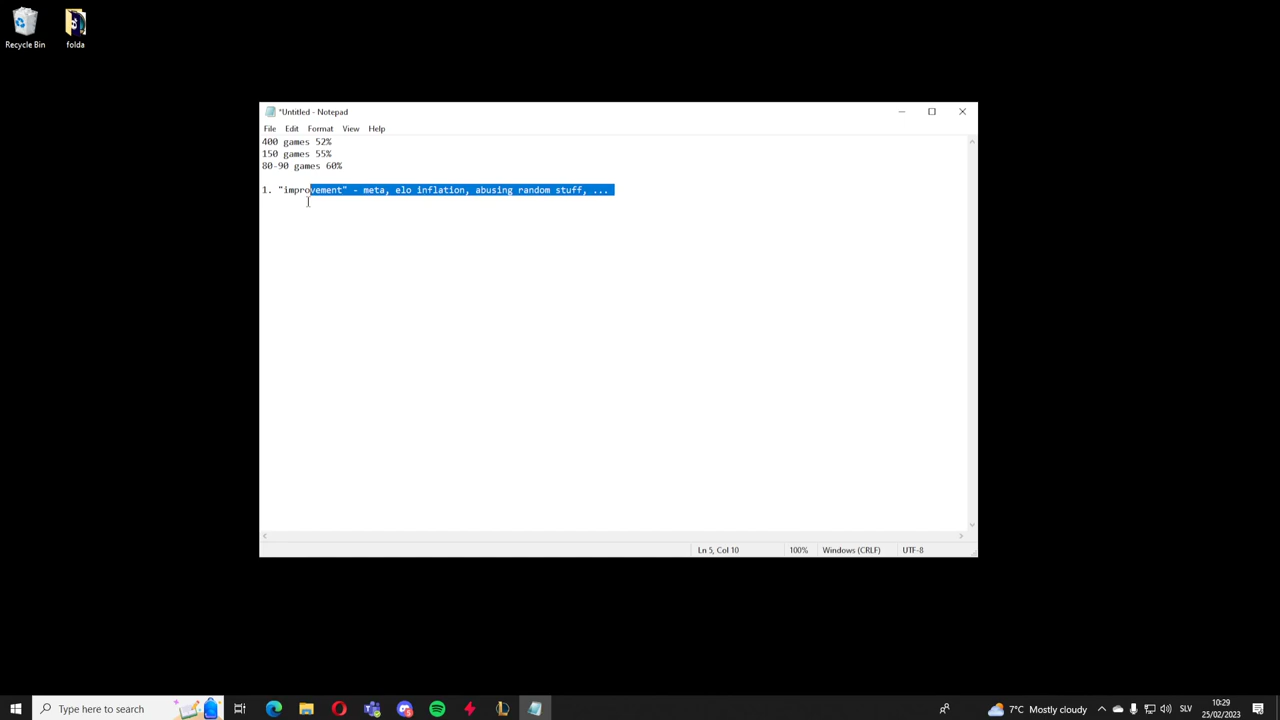 Recycle Bin
folda
*Untitled - Notepad
File Edit Format View Help
400 games 52%
150 games 55%
80-90 games 60%
1. "improvement" - meta, elo inflation, abusing random stuff, ...
Ln 5, Col 10
100%
Windows (CRLF)
UTF-8
Type here to search
7°C Mostly cloudy
SLV
10:29
25/02/2023